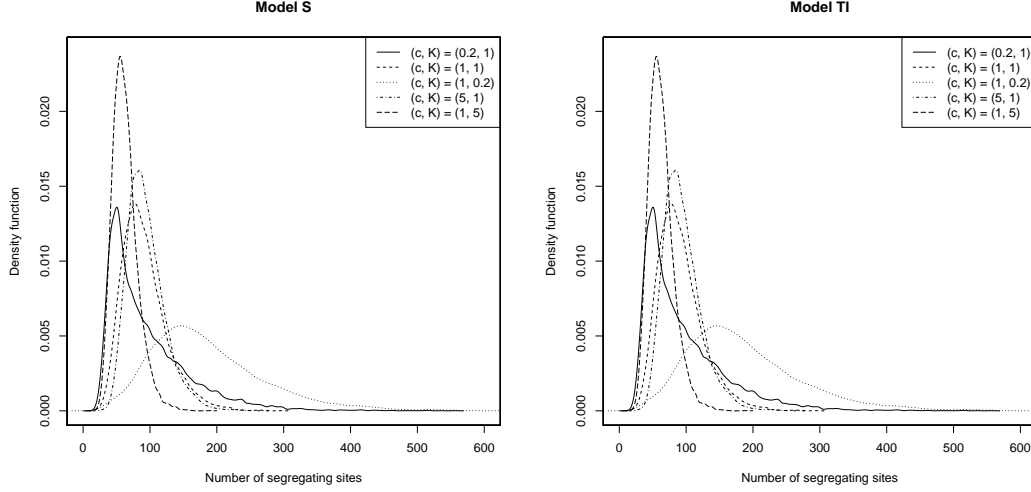 Model S
(c, K) = (0.2, 1)
(c, K) = (1, 1)
(c, K) = (1, 0.2)
(c, K) = (5, 1)
(c, K) = (1, 5)
Density function
0.020
0.015
0.010
0.005
0.000
0 100 200 300 400 500 600
Number of segregating sites
Model TI
(c, K) = (0.2, 1)
(c, K) = (1, 1)
(c, K) = (1, 0.2)
(c, K) = (5, 1)
(c, K) = (1, 5)
Density function
0.020
0.015
0.010
0.005
0.000
0 100 200 300 400 500 600
Number of segregating sites